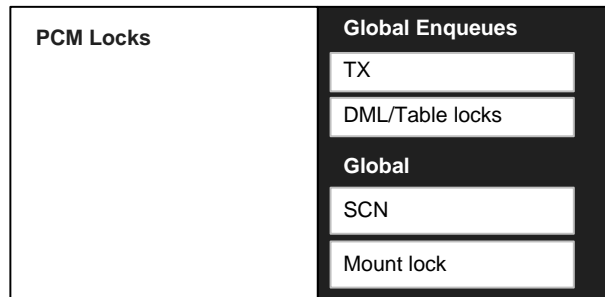 PCM Locks
Global Enqueues
TX
DML/Table locks
Global
SCN
Mount lock